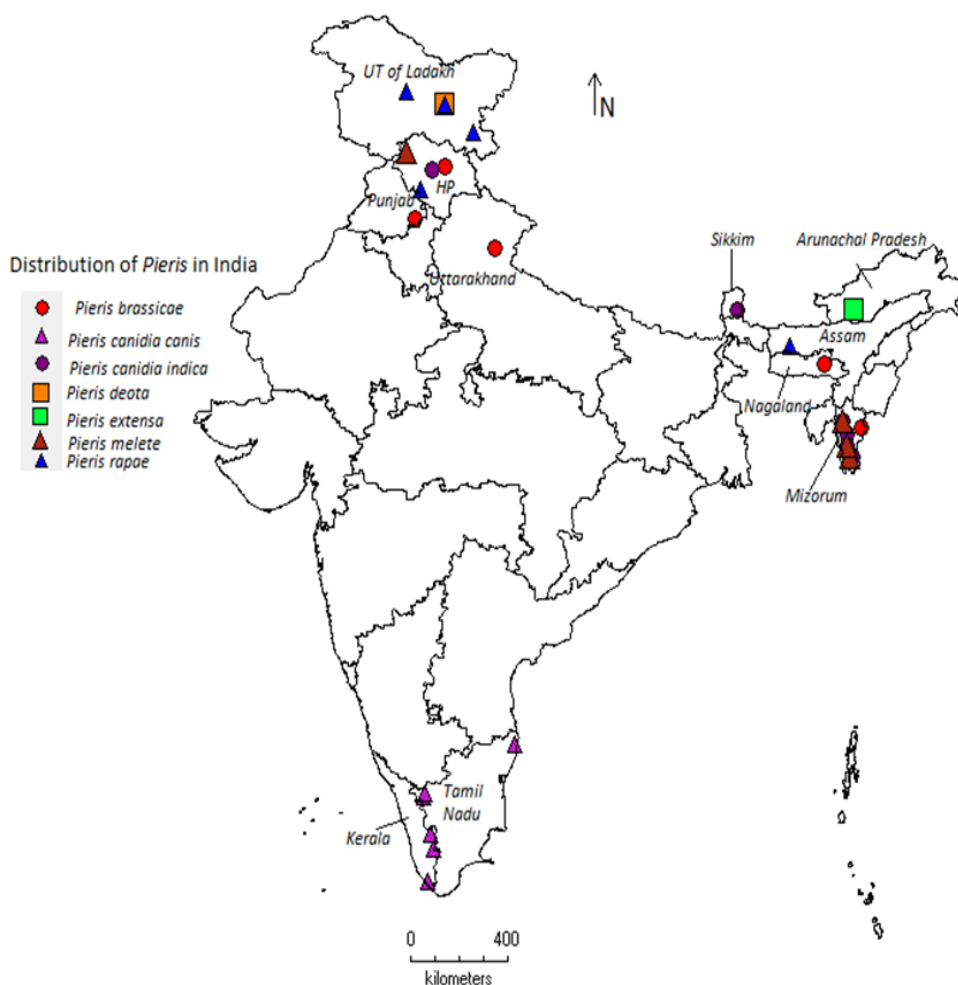 UT of Ladakh
N
HP
Punjab
Sikkim
Arunachal Pradesh
Distribution of Pieris in India
Uttarakhand
Pieris brassicae
Assam
Pieris canidia canis
Pieris canidia indica
Pieris deota
Nagaland
Pieris extensa
Pieris melete
Pieris rapae
Mizorum
Tamil
Nadu
Kerala
0 400
kilometers